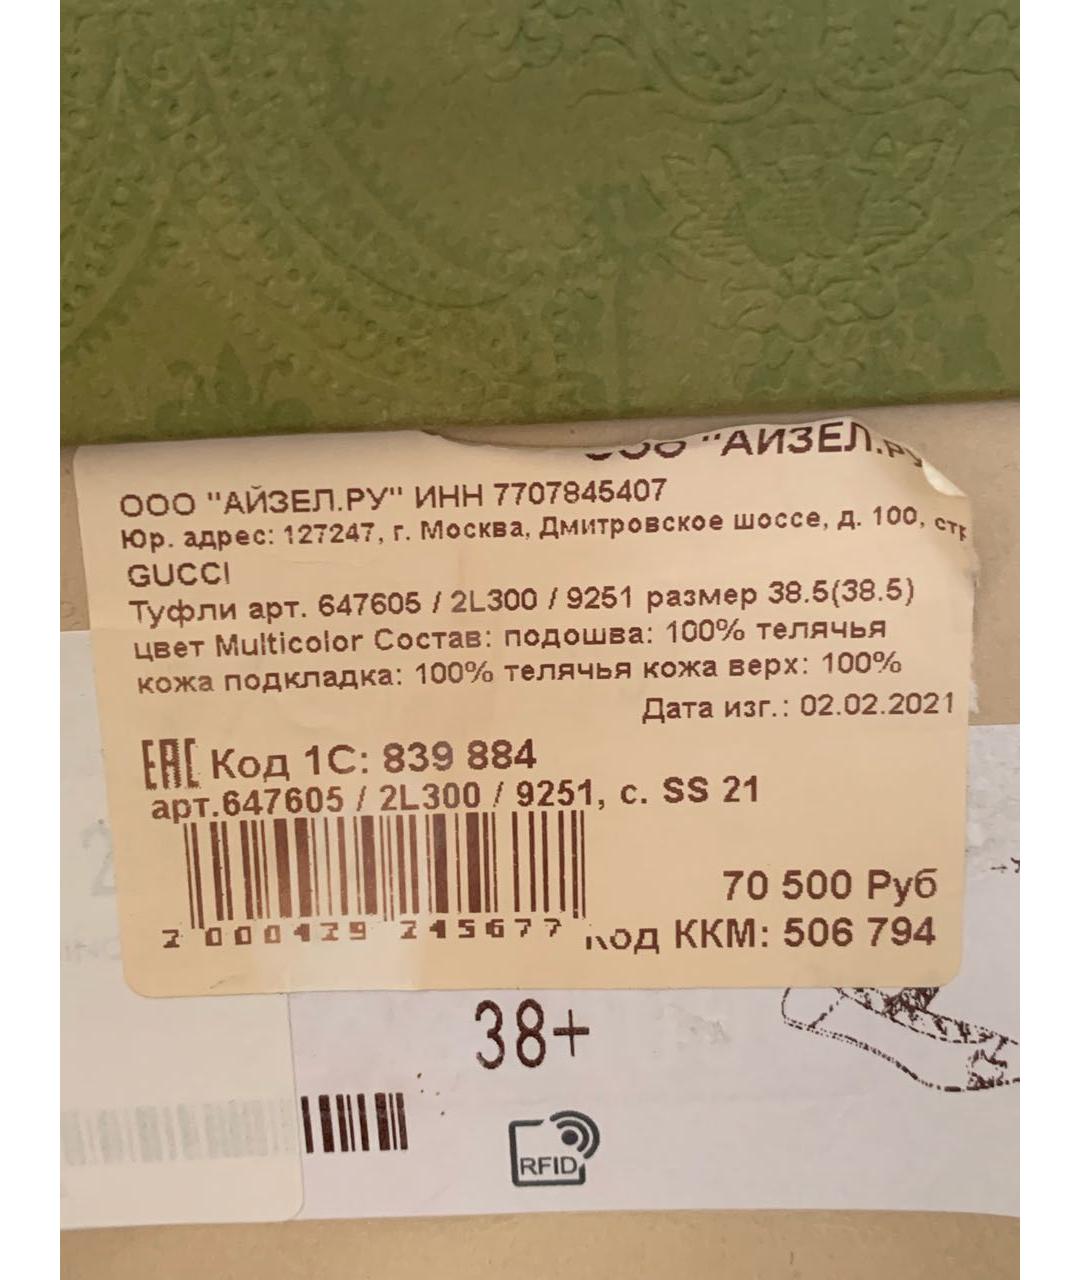 ООО "АИЗЕЛ.РУ
ООО "АЙЗЕЛ.РУ" ИНН 7707845407
Юр. адрес: 127247, г. Москва, Дмитровское шоссе, д. 100, стр
GUCCI
Туфли арт. 647605 / 2L300 / 9251 размер 38.5(38.5)
цвет Multicolor Состав: подошва: 100% телячья
кожа подкладка: 100% телячья кожа верх: 100%
Дата изг.: 02.02.2021
EAC Код 1С: 839 884
арт.647605 / 2L300 / 9251, с. SS 21
2 000429 245677
70 500 Руб
Код ККМ: 506 794
38+
RFID